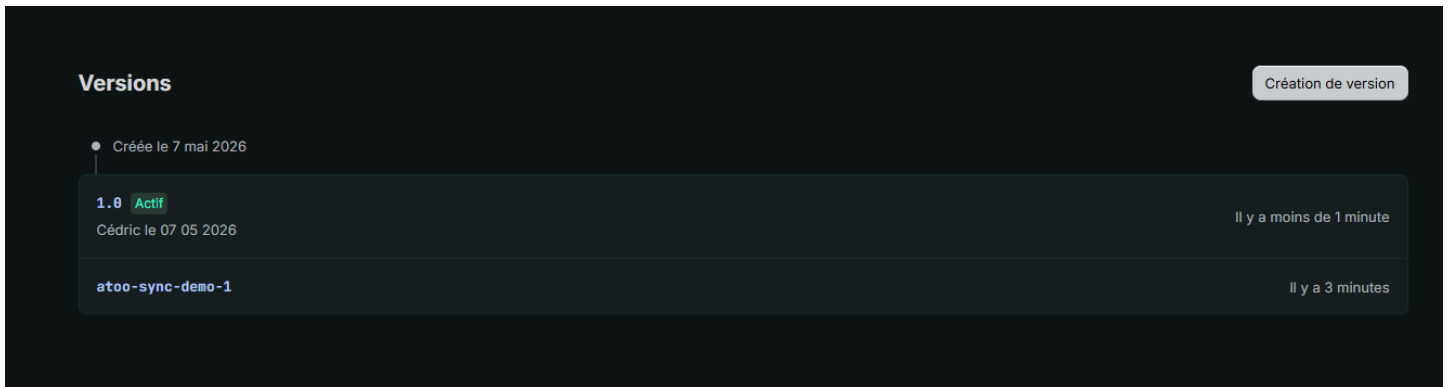 Versions
Création de version
Créée le 7 mai 2026
1.0 Actif
Il y a moins de 1 minute
Cédric le 07 05 2026
atoo-sync-demo-1
Il y a 3 minutes